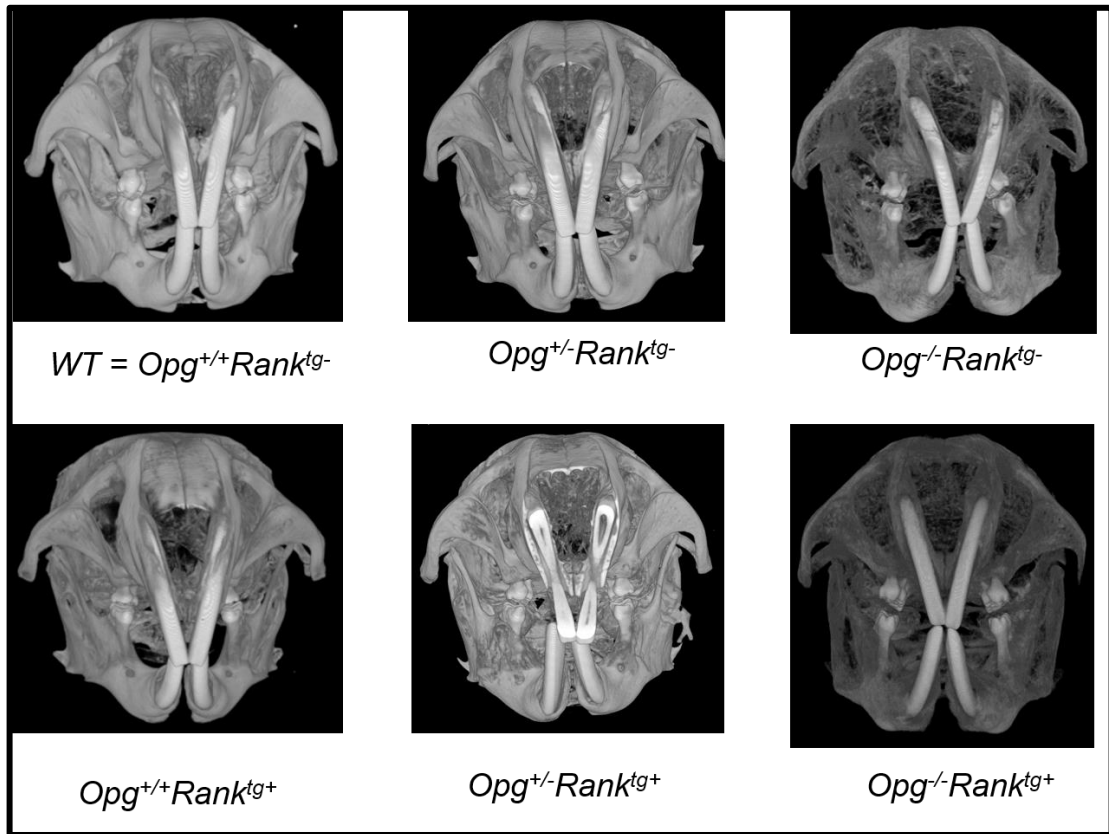 WT = Opg+/+Ranktg-
Opg+/-Ranktg-
Opg-/-Ranktg-
Opg+/+Ranktg+
Opg+/-Ranktg+
Opg-/-Ranktg+